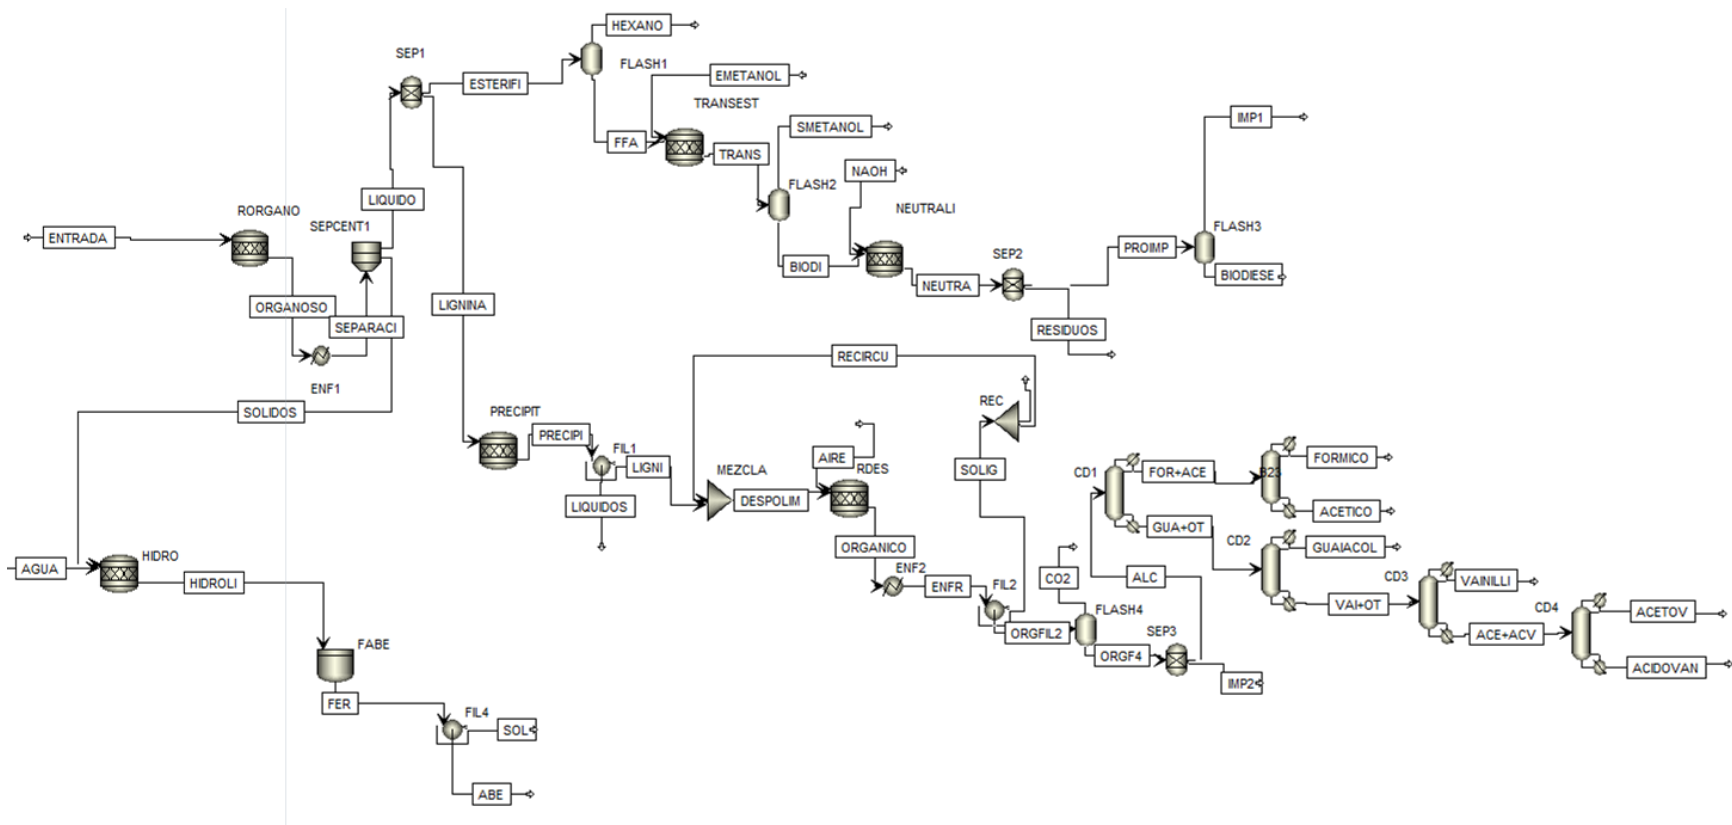 HEXANO
SEP1
FLASH1
ESTERIFI
EMETANOL
TRANSEST
IMP1
SMETANOL
FFA
TRANS
NAOH
FLASH2
LIQUIDO
RORGANO
NEUTRALI
SEPCENT1
FLASH3
ENTRADA
PROIMP
SEP2
BIODI
BIODIESE
NEUTRA
ORGANOSO
LIGNINA
SEPARACI
RESIDUOS
RECIRCU
ENF1
REC
SOLIDOS
PRECIPIT
PRECIPI
FIL1
AIRE
FORMICO
LIGNI
MEZCLA
RDES
SOLIG
CD1
FOR+ACE
B23
DESPOLIM
LIQUIDOS
ACETICO
GUA+OT
CD2
ORGANICO
GUAIACOL
HIDRO
AGUA
ENF2
CO2
ALC
CD3
VAINILLI
HIDROLI
ENFR
FIL2
VAI+OT
CD4
FLASH4
ACETOV
ORGFIL2
SEP3
ACE+ACV
FABE
ORGF4
ACIDOVAN
IMP2
FER
FIL4
SOL
ABE